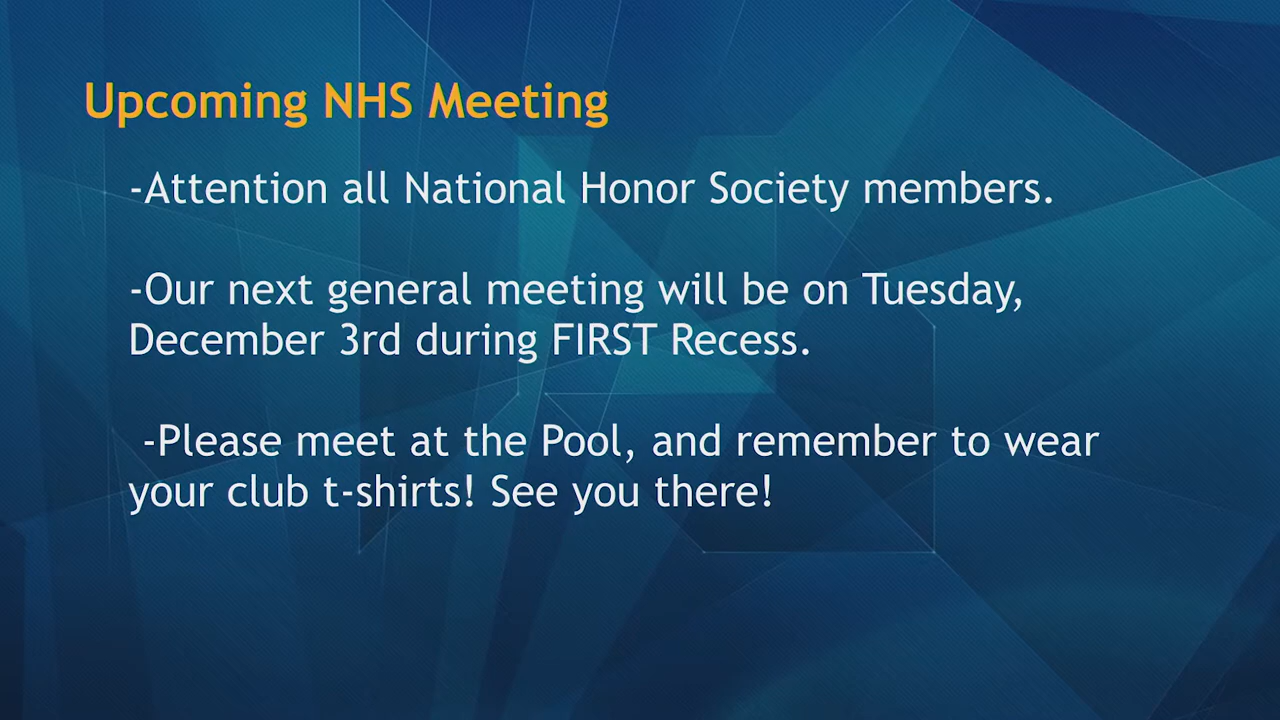 Upcoming NHS Meeting
-Attention all National Honor Society members.
-Our next general meeting will be on Tuesday,
December 3rd during FIRST Recess.
-Please meet at the Pool, and remember to wear
your club t-shirts! See you there!